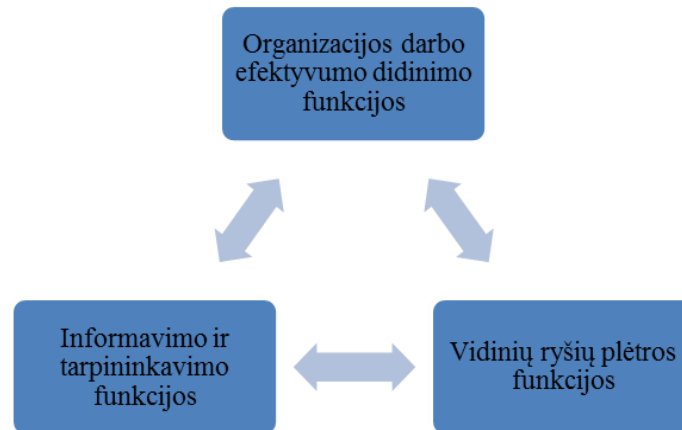 Organizacijos darbo
efektyvumo didinimo
funkcijos
Informavimo ir
tarpininkavimo
funkcijos
Vidinių ryšių plėtros
funkcijos